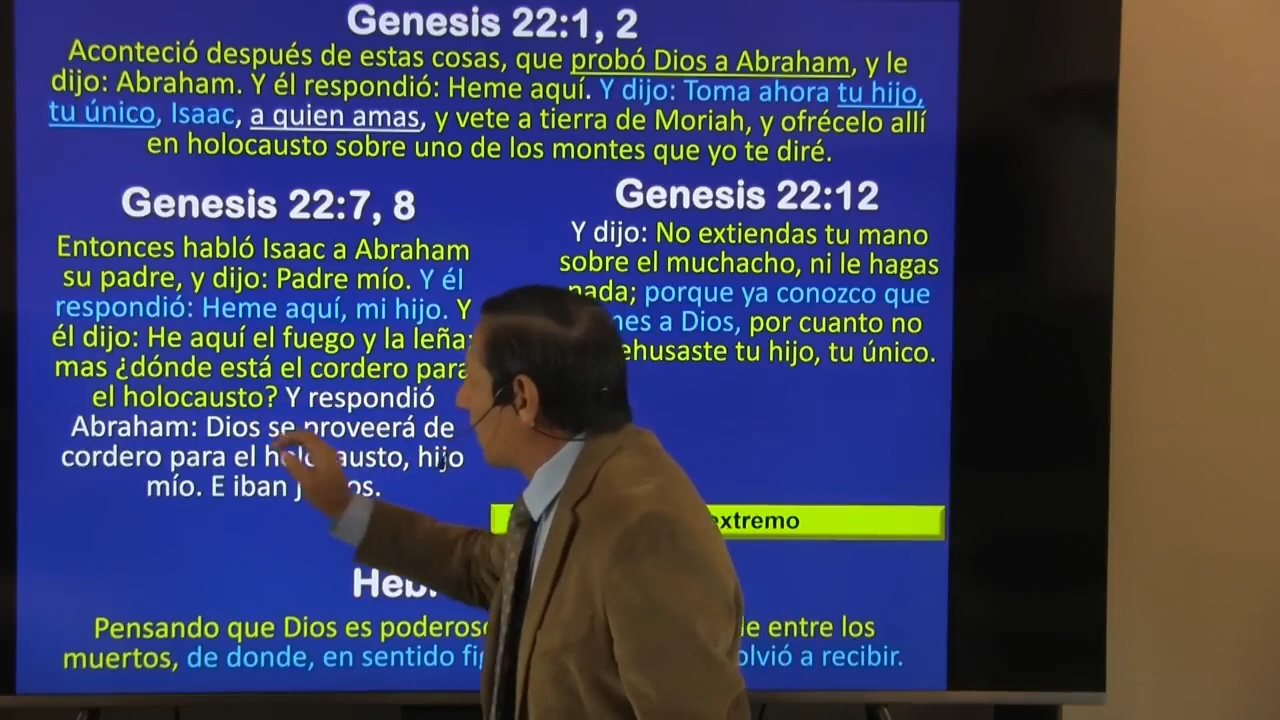 Genesis 22:1, 2
Aconteció después de estas cosas, que probó Dios a Abraham, y le
dijo: Abraham. Y él respondió: Heme aquí. Y dijo: Toma ahora tu hijo,
tu único, Isaac, a quien amas, y vete a tierra de Moriah, y ofrécelo allí
en holocausto sobre uno de los montes que yo te diré.
Genesis 22:7, 8
Entonces habló Isaac a Abraham
su padre, y dijo: Padre mío. Y él
respondió: Heme aquí, mi hijo. Y
él dijo: He aquí el fuego y la leña;
mas ¿dónde está el cordero para
el holocausto? Y respondió
Abraham: Dios se proveerá de
cordero para el holocausto, hijo
mío. E iban
Genesis 22:12
Y dijo: No extiendas tu mano
sobre el muchacho, ni le hagas
nada; porque ya conozco que
a Dios, por cuanto no
tu hijo, tu único.
Pensando que Dios es
entre los
muertos, de donde, en sentido
a recibir.